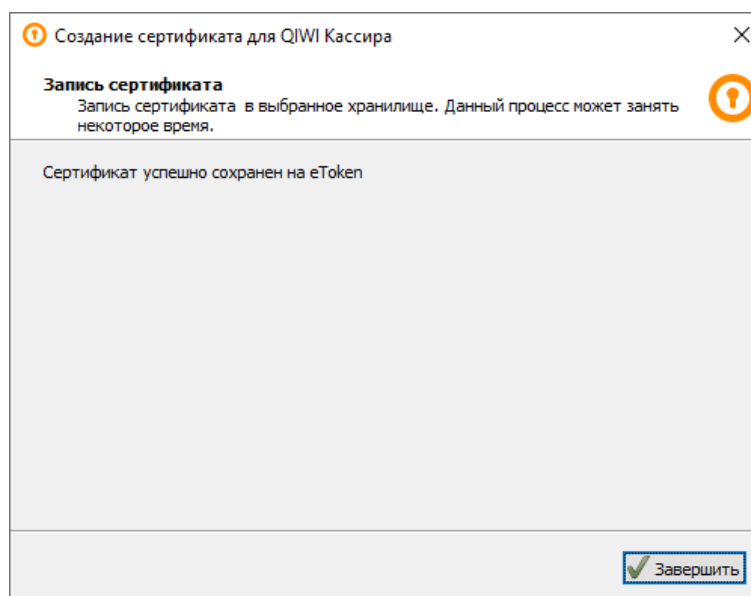 Создание сертификата для QIWI Кассира
Запись сертификата
Запись сертификата в выбранное хранилище. Данный процесс может занять
некоторое время.
Сертификат успешно сохранен на eToken
Завершить